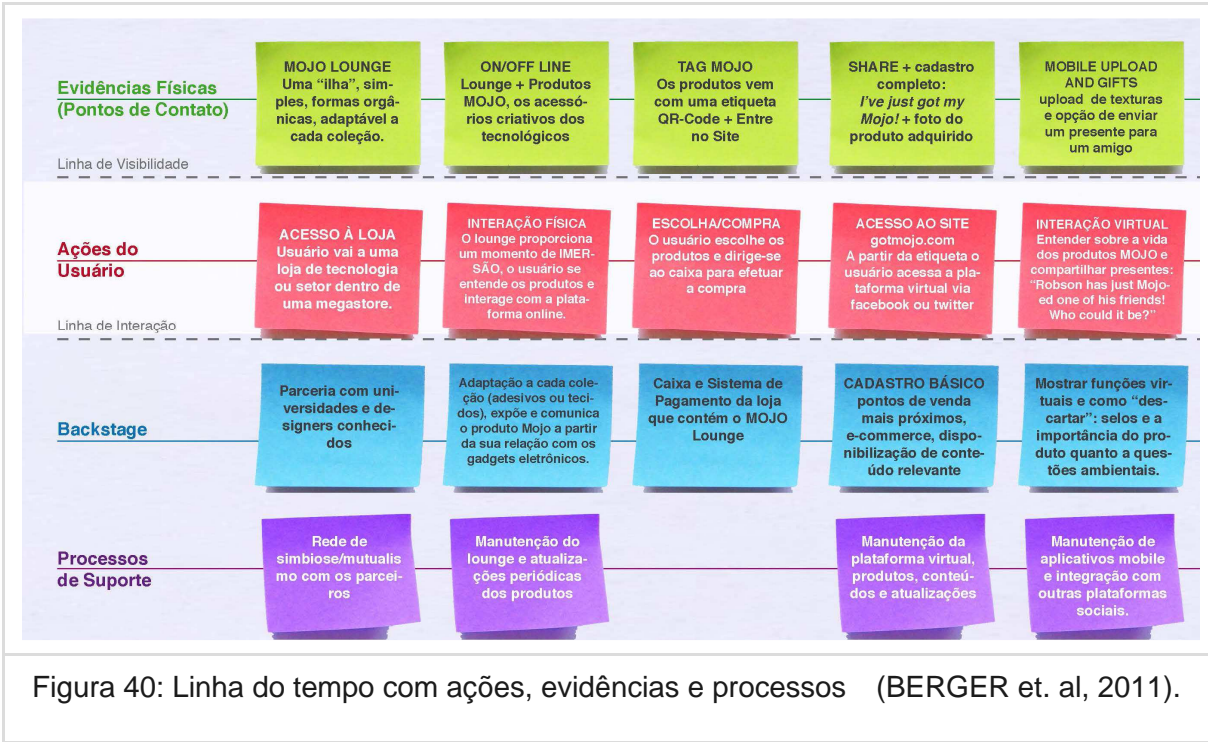 Evidências Físicas
(Pontos de Contato)
MOJO LOUNGE
Uma “ilha”, sim-
ples, formas orgâ-
nicas, adaptável a
cada coleção.
ON/OFF LINE
Lounge + Produtos
MOJO, os acessó-
rios criativos dos
tecnológicos
TAG MOJO
Os produtos vem
com uma etiqueta
QR-Code + Entre
no Site
SHARE + cadastro
completo:
I’ve just got my
Mojo! + foto do
produto adquirido
MOBILE UPLOAD
AND GIFTS
upload de texturas
e opção de enviar
um presente para
um amigo
Linha de Visibilidade
Ações do
Usuário
ACESSO À LOJA
Usuário vai a uma
loja de tecnologia
ou setor dentro de
uma megastore.
INTERAÇÃO FÍSICA
O lounge proporciona
um momento de IMER-
SÃO, o usuário se
entende os produtos e
interage com a plata-
forma online.
ESCOLHA/COMPRA
O usuário escolhe os
produtos e dirige-se
ao caixa para efetuar
a compra
ACESSO AO SITE
gotmojo.com
A partir da etiqueta o
usuário acessa a pla-
taforma virtual via
facebook ou twitter
INTERAÇÃO VIRTUAL
Entender sobre a vida
dos produtos MOJO e
compartilhar presentes:
“Robson has just Mojo-
ed one of his friends!
Who could it be?”
Linha de Interação
Backstage
Parceria com uni-
versidades e de-
signers conheci-
dos
Adaptação a cada cole-
ção (adesivos ou teci-
dos), expõe e comunica
o produto Mojo a partir
da sua relação com os
gadgets eletrônicos.
Caixa e Sistema de
Pagamento da loja
que contém o MOJO
Lounge
CADASTRO BÁSICO
pontos de venda
mais próximos,
e-commerce, dispo-
nibilização de conte-
údo relevante
Mostrar funções vir-
tuais e como “des-
cartar”: selos e a
importância do pro-
duto quanto a ques-
tões ambientais.
Processos
de Suporte
Rede de
simbiose/mutualis
mo com os parcei-
ros
Manutenção do
lounge e atualiza-
ções periódicas
dos produtos
Manutenção da
plataforma virtual,
produtos, conteú-
dos e atualizações
Manutenção de
aplicativos mobile
e integração com
outras plataformas
sociais.
Figura 40: Linha do tempo com ações, evidências e processos (BERGER et. al, 2011).